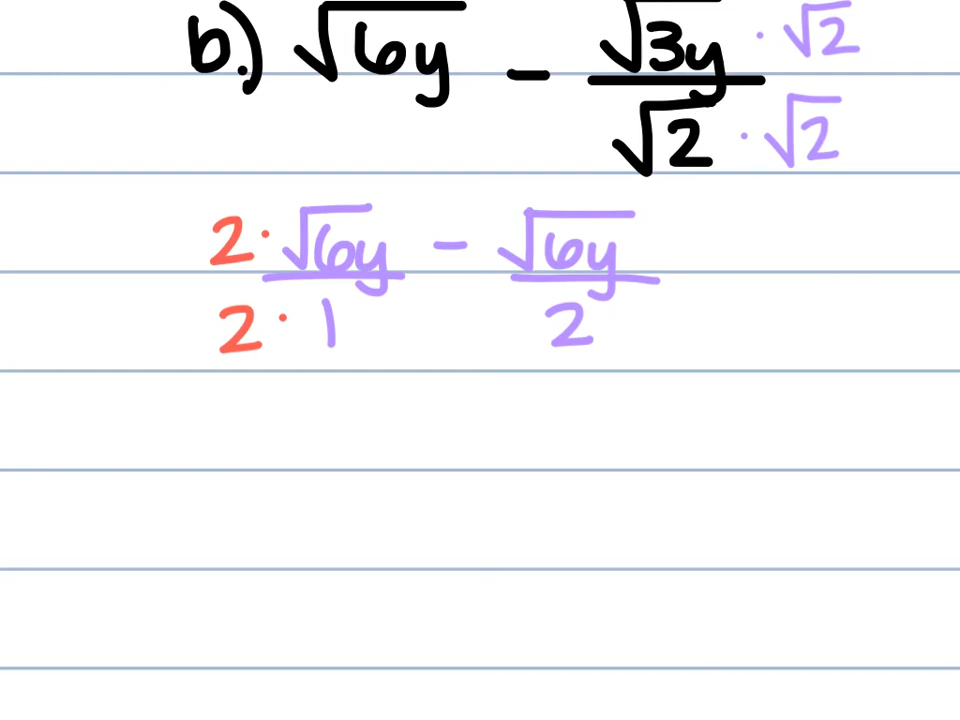 b.) √6y - √3y/√2 · √2/√2
2 · √6y / 2 · 1 - √6y / 2